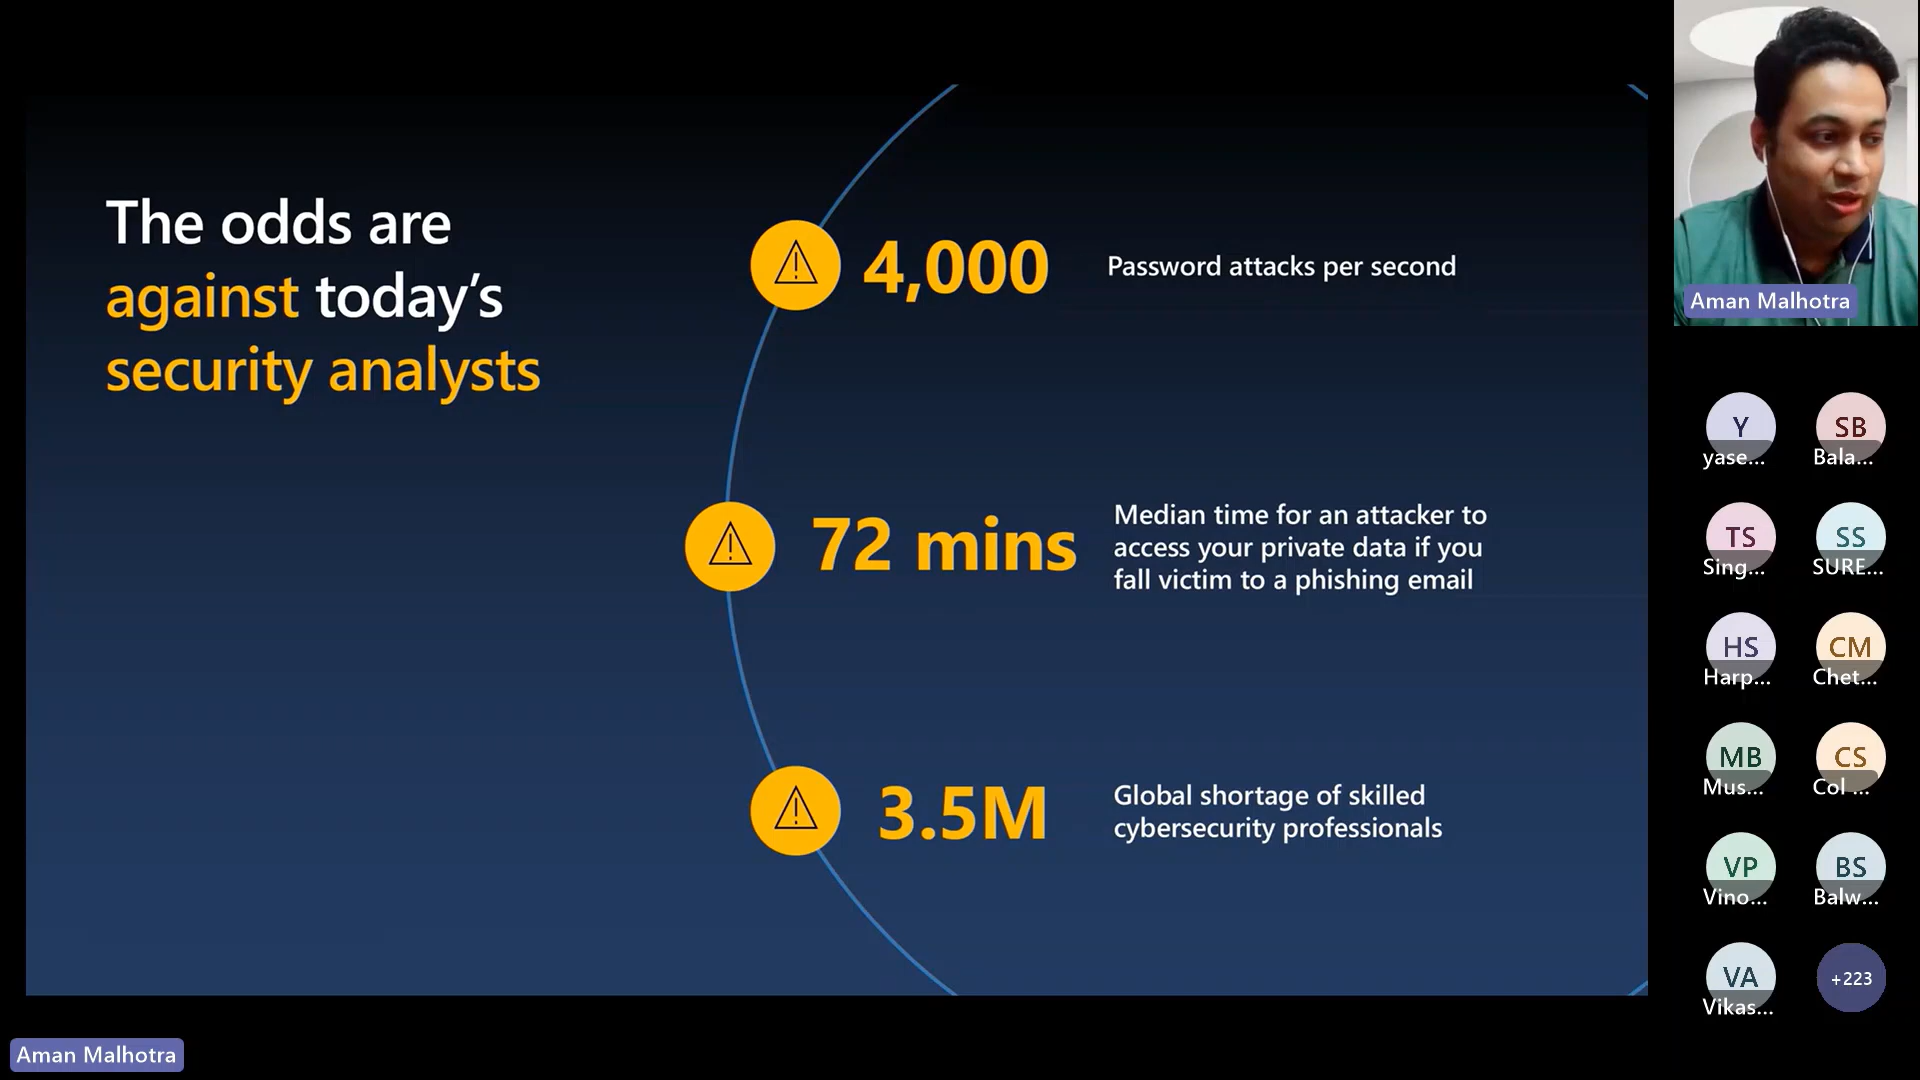 The odds are
against today's
security analysts
4,000
Password attacks per second
72 mins
Median time for an attacker to
access your private data if you
fall victim to a phishing email
3.5M
Global shortage of skilled
cybersecurity professionals
Aman Malhotra
Y
yase...
SB
Bala...
TS
Sing...
SS
SURE...
HS
Harp...
CM
Chet...
MB
Mus...
CS
Col ...
VP
Vino...
BS
Balw...
VA
Vikas...
+223
Aman Malhotra